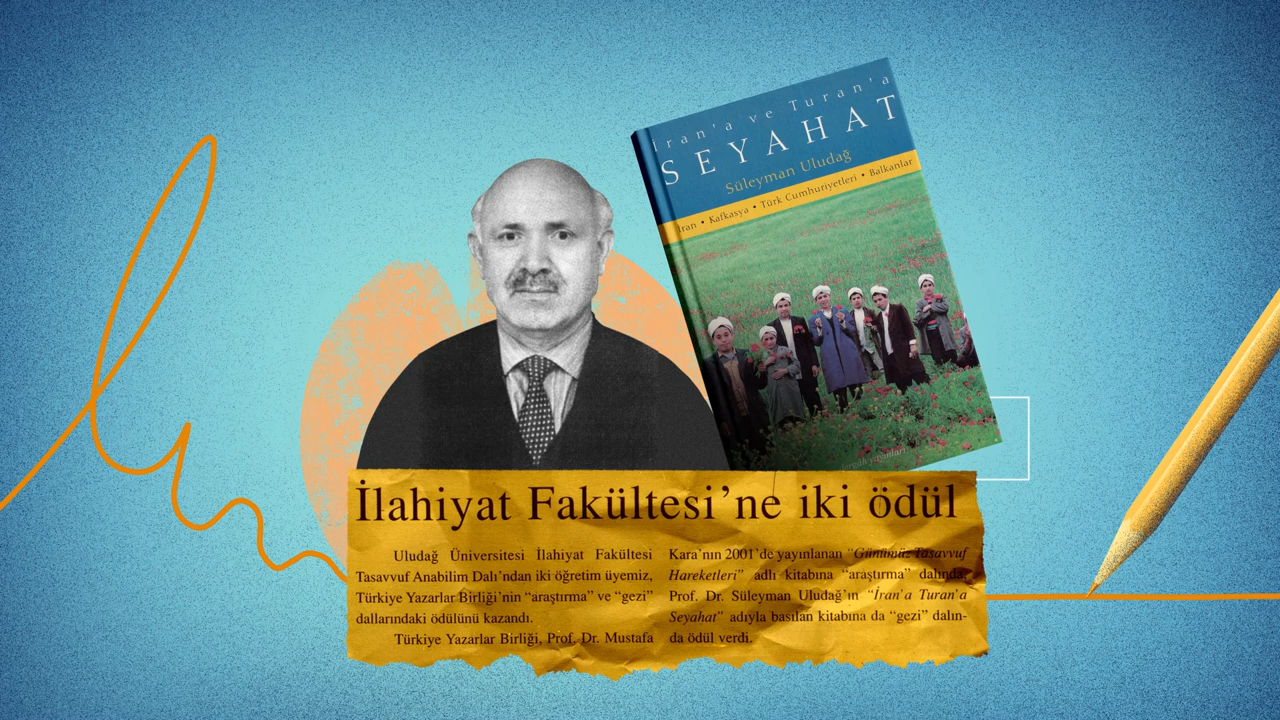 İran'a ve Turan'a
SEYAHAT
Süleyman Uludağ
İran • Kafkasya • Türk Cumhuriyetleri • Balkanlar
İlahiyat Fakültesi’ne iki ödül
Uludağ Üniversitesi İlahiyat Fakültesi
Tasavvuf Anabilim Dalı’ndan iki öğretim üyemiz,
Türkiye Yazarlar Birliği’nin “araştırma” ve “gezi”
dallarındaki ödülünü kazandı.
Türkiye Yazarlar Birliği, Prof. Dr. Mustafa
Kara’nın 2001’de yayınlanan “Günümüz Tasavvuf
Hareketleri” adlı kitabına “araştırma” dalında,
Prof. Dr. Süleyman Uludağ’ın “İran’a Turan’a
Seyahat” adıyla basılan kitabına da “gezi” dalın-
da ödül verdi.